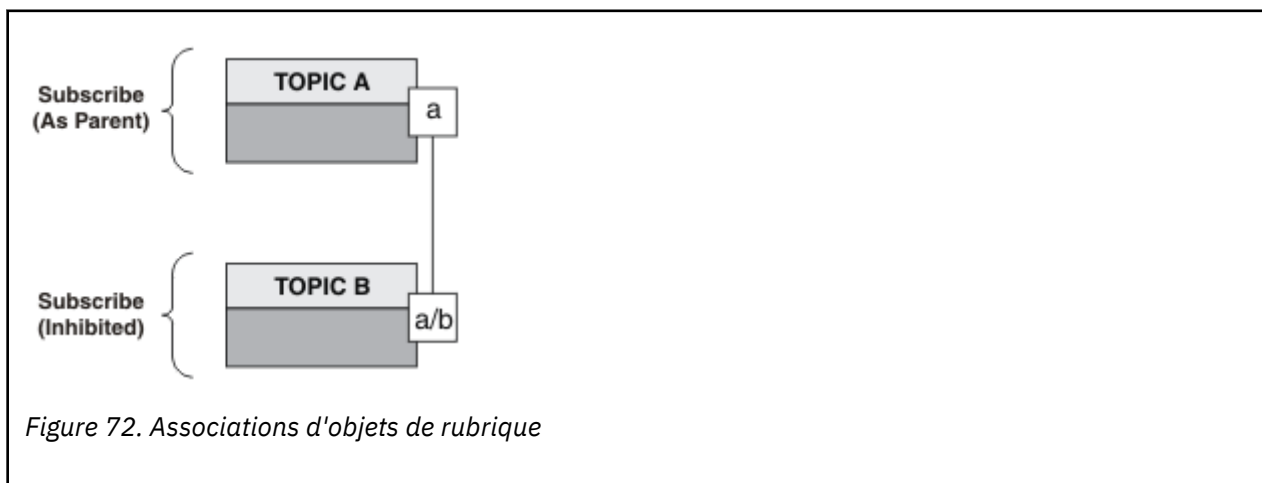 Subscribe
(As Parent)
TOPIC A
a
Subscribe
(Inhibited)
TOPIC B
a/b
Figure 72. Associations d'objets de rubrique